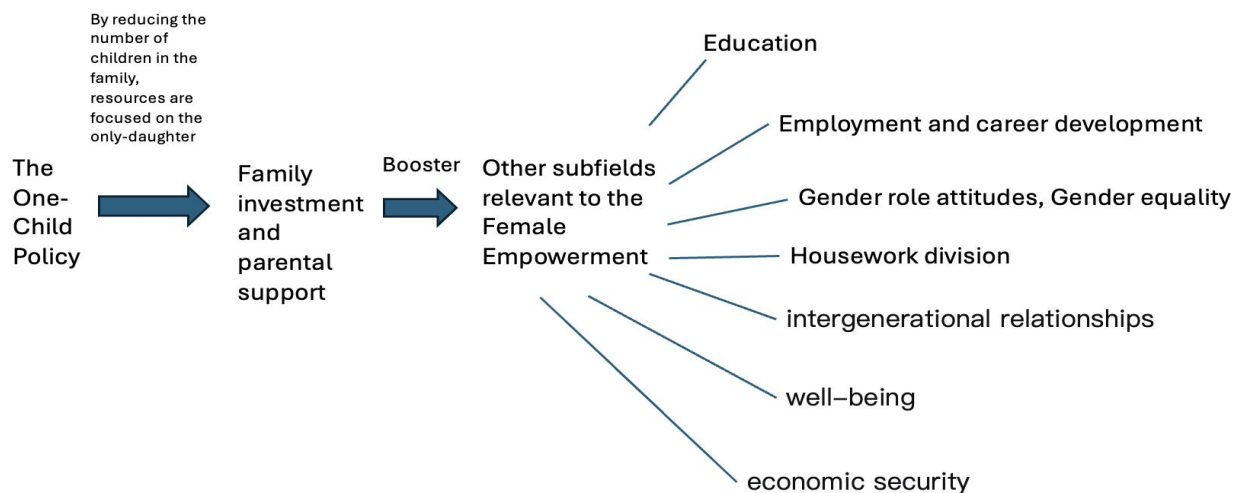 By reducing the
number of
children in the
family,
resources are
focused on the
only-daughter
The
One-
Child
Policy
Family
investment
and
parental
support
Booster
Other subfields
relevant to the
Female
Empowerment
Education
Employment and career development
Gender role attitudes, Gender equality
Housework division
intergenerational relationships
well–being
economic security